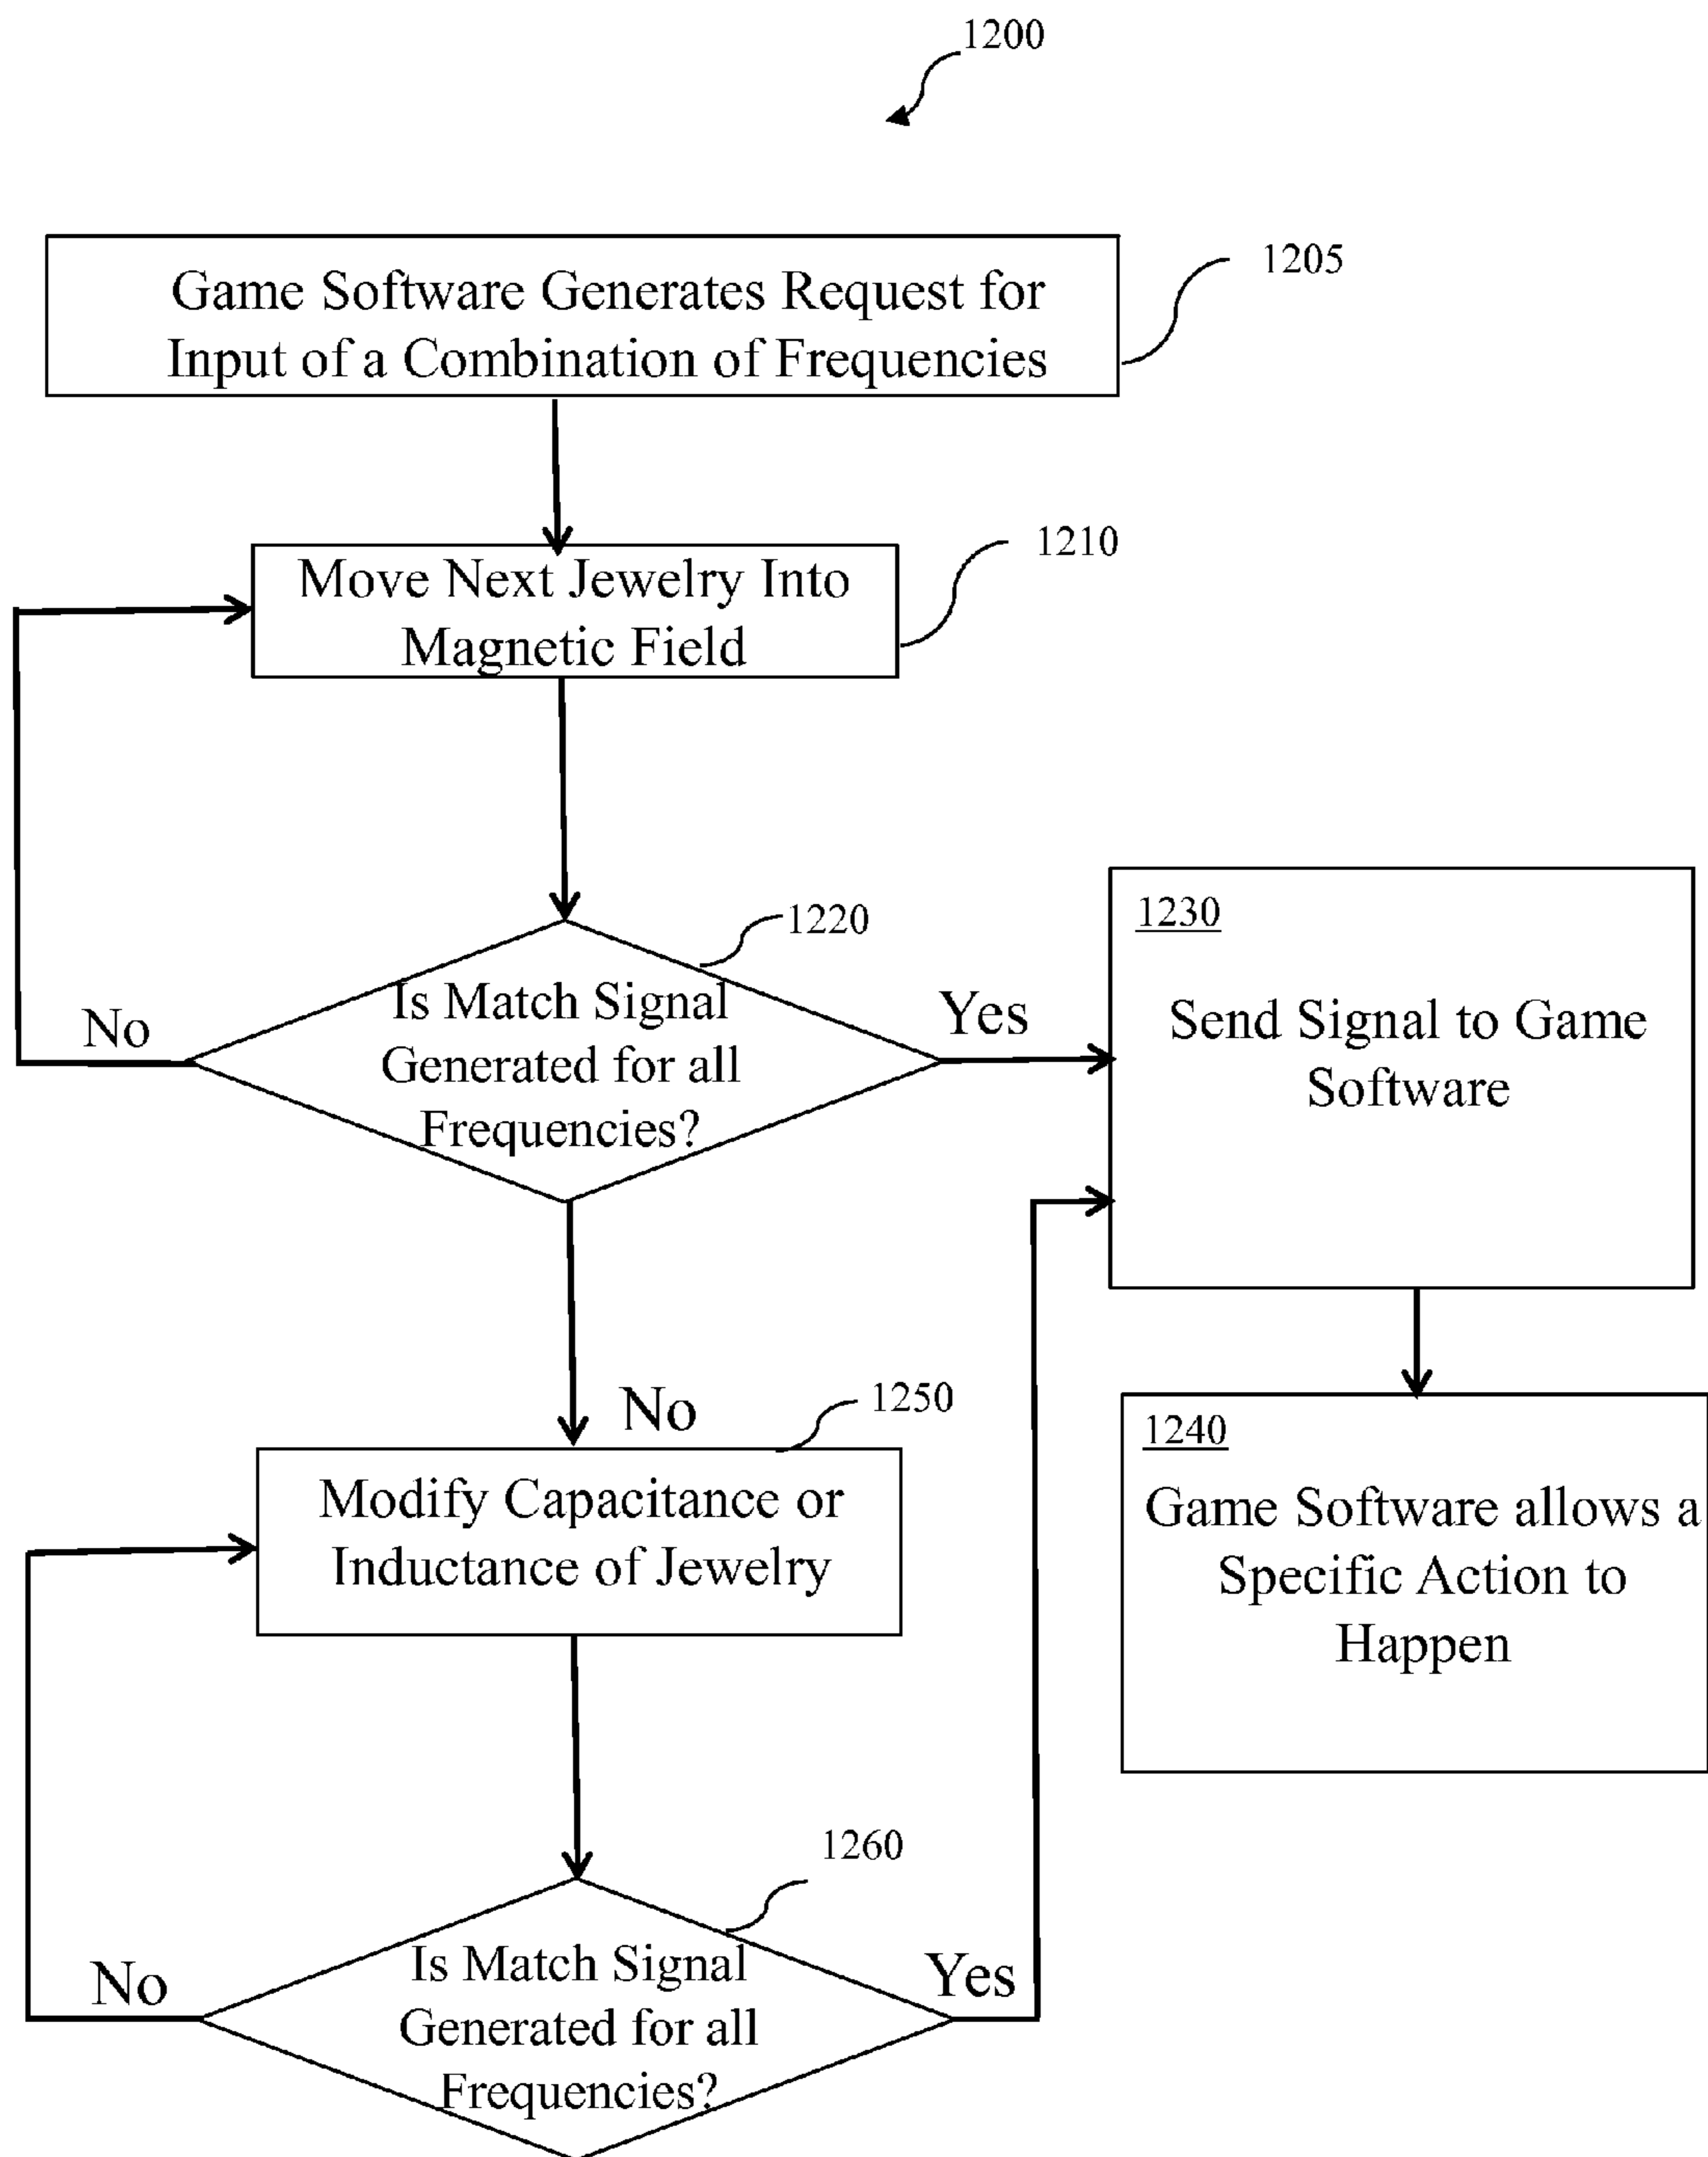 1200
Game Software Generates Request for
Input of a Combination of Frequencies
1205
Move Next Jewelry Into
Magnetic Field
1210
Is Match Signal
Generated for all
Frequencies?
1220
No
Yes
1230
Send Signal to Game
Software
No
1250
Modify Capacitance or
Inductance of Jewelry
1240
Game Software allows a
Specific Action to
Happen
1260
Is Match Signal
Generated for all
Frequencies?
No
Yes